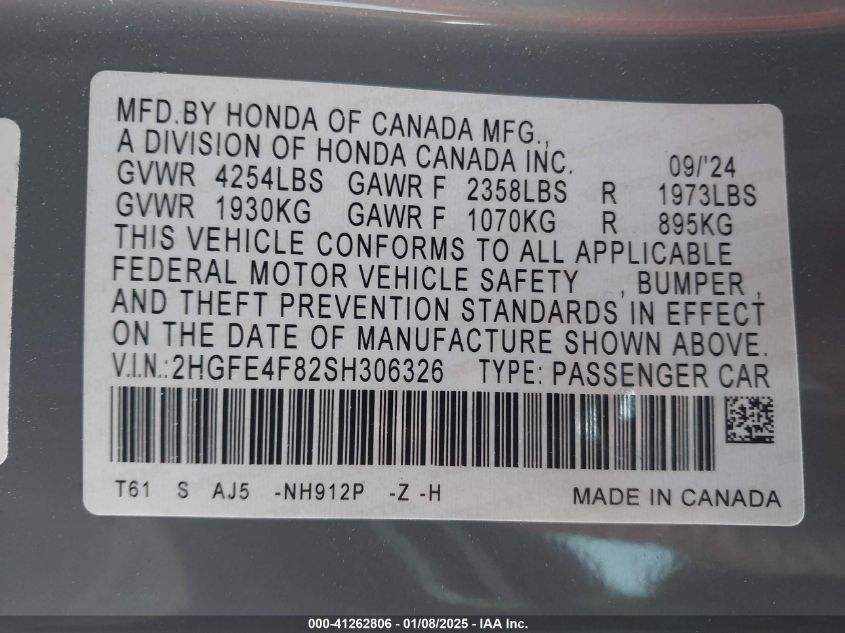 MFD.BY HONDA OF CANADA MFG.,
A DIVISION OF HONDA CANADA INC. 09/'24
GVWR 4254LBS GAWR F 2358LBS R 1973LBS
GVWR 1930KG GAWR F 1070KG R 895KG
THIS VEHICLE CONFORMS TO ALL APPLICABLE
FEDERAL MOTOR VEHICLE SAFETY , BUMPER ,
AND THEFT PREVENTION STANDARDS IN EFFECT
ON THE DATE OF MANUFACTURE SHOWN ABOVE.
V.I.N.:2HGFE4F82SH306326 TYPE: PASSENGER CAR
T61 S AJ5 -NH912P -Z -H MADE IN CANADA
000-41262806 - 01/08/2025 - IAA Inc.